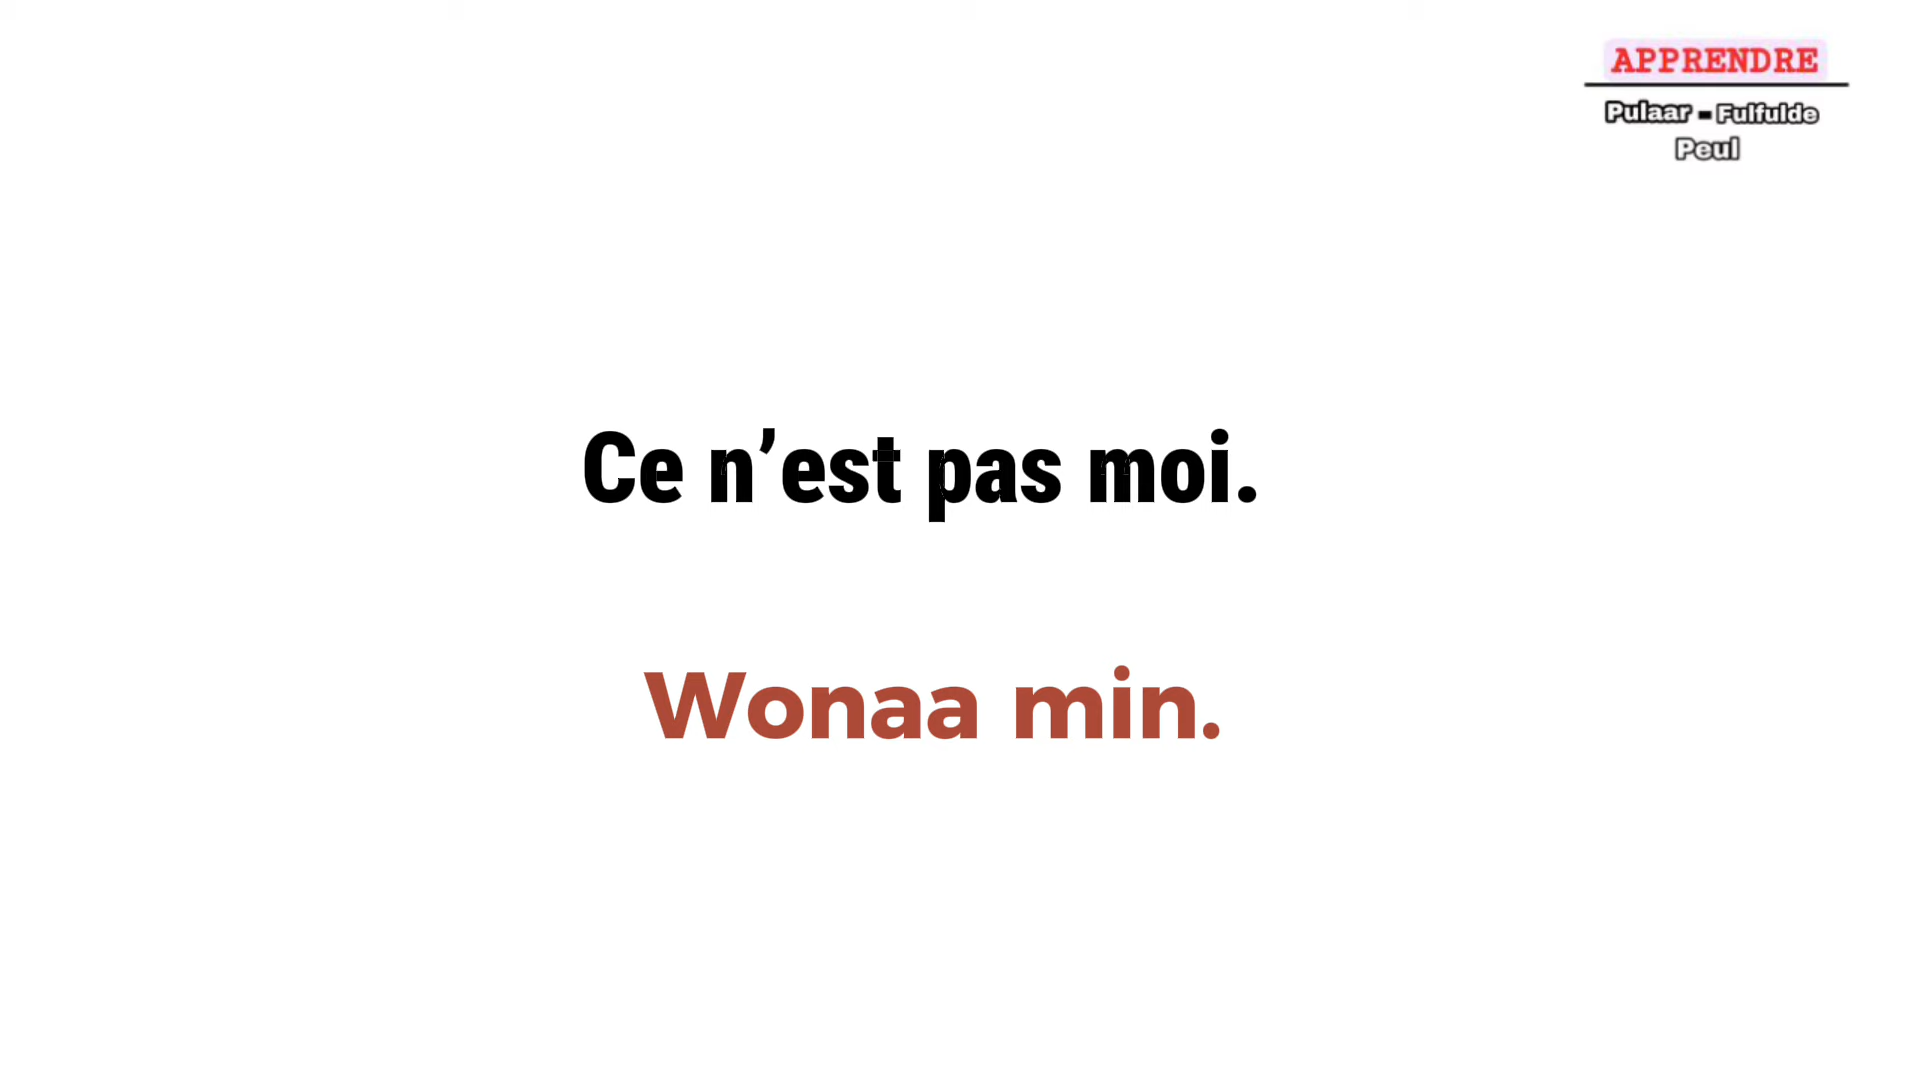 APPRENDRE
Pulaar - Fulfulde
Peul
Ce n’est pas moi.
Wonaa min.